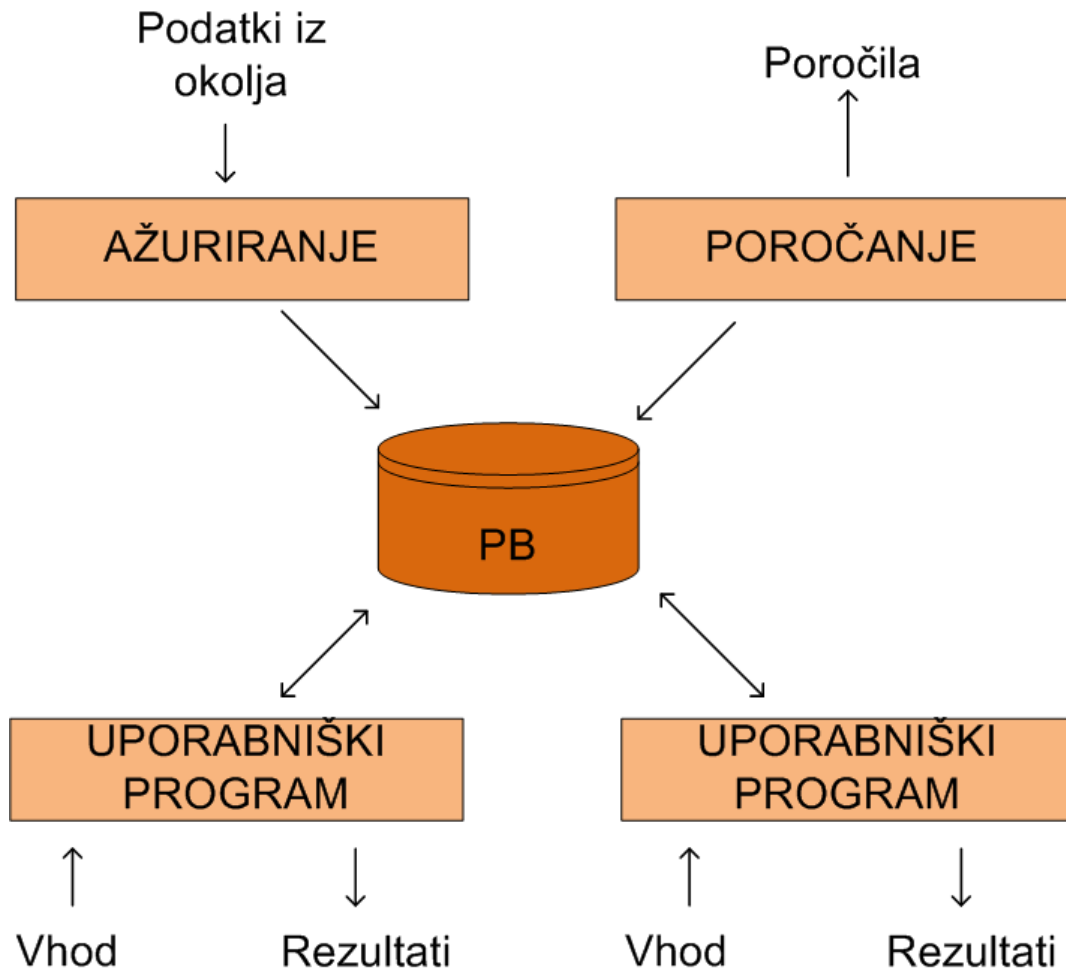 Podatki iz
okolja
Poročila
AŽURIRANJE
POROČANJE
PB
UPORABNIŠKI
PROGRAM
UPORABNIŠKI
PROGRAM
Vhod
Rezultati
Vhod
Rezultati